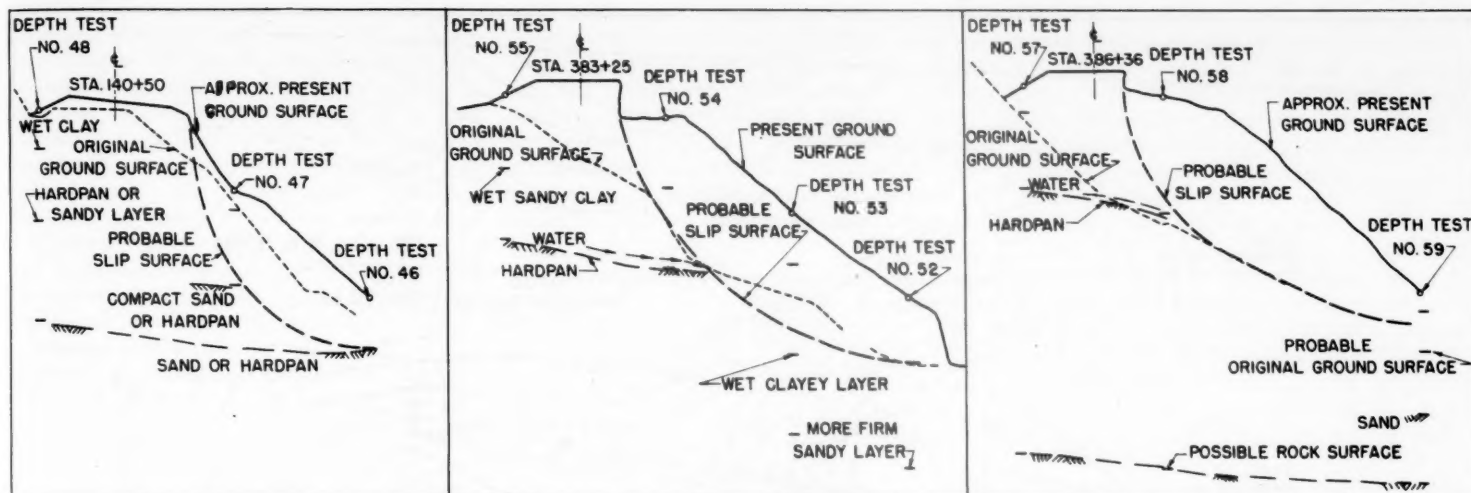 DEPTH TEST
NO. 48
℄
STA. 140+50
APPROX. PRESENT
GROUND SURFACE
WET CLAY
ORIGINAL
GROUND SURFACE
DEPTH TEST
NO. 47
HARDPAN OR
SANDY LAYER
PROBABLE
SLIP SURFACE
DEPTH TEST
NO. 46
COMPACT SAND
OR HARDPAN
SAND OR HARDPAN
DEPTH TEST
NO. 55
℄
STA. 383+25
DEPTH TEST
NO. 54
ORIGINAL
GROUND SURFACE
PRESENT GROUND
SURFACE
WET SANDY CLAY
DEPTH TEST
NO. 53
PROBABLE
SLIP SURFACE
WATER
HARDPAN
DEPTH TEST
NO. 52
WET CLAYEY LAYER
MORE FIRM
SANDY LAYER
DEPTH TEST
NO. 57
℄
STA. 386+36
DEPTH TEST
NO. 58
APPROX. PRESENT
GROUND SURFACE
ORIGINAL
GROUND SURFACE
WATER
HARDPAN
PROBABLE
SLIP SURFACE
DEPTH TEST
NO. 59
PROBABLE
ORIGINAL GROUND SURFACE
SAND
POSSIBLE ROCK SURFACE